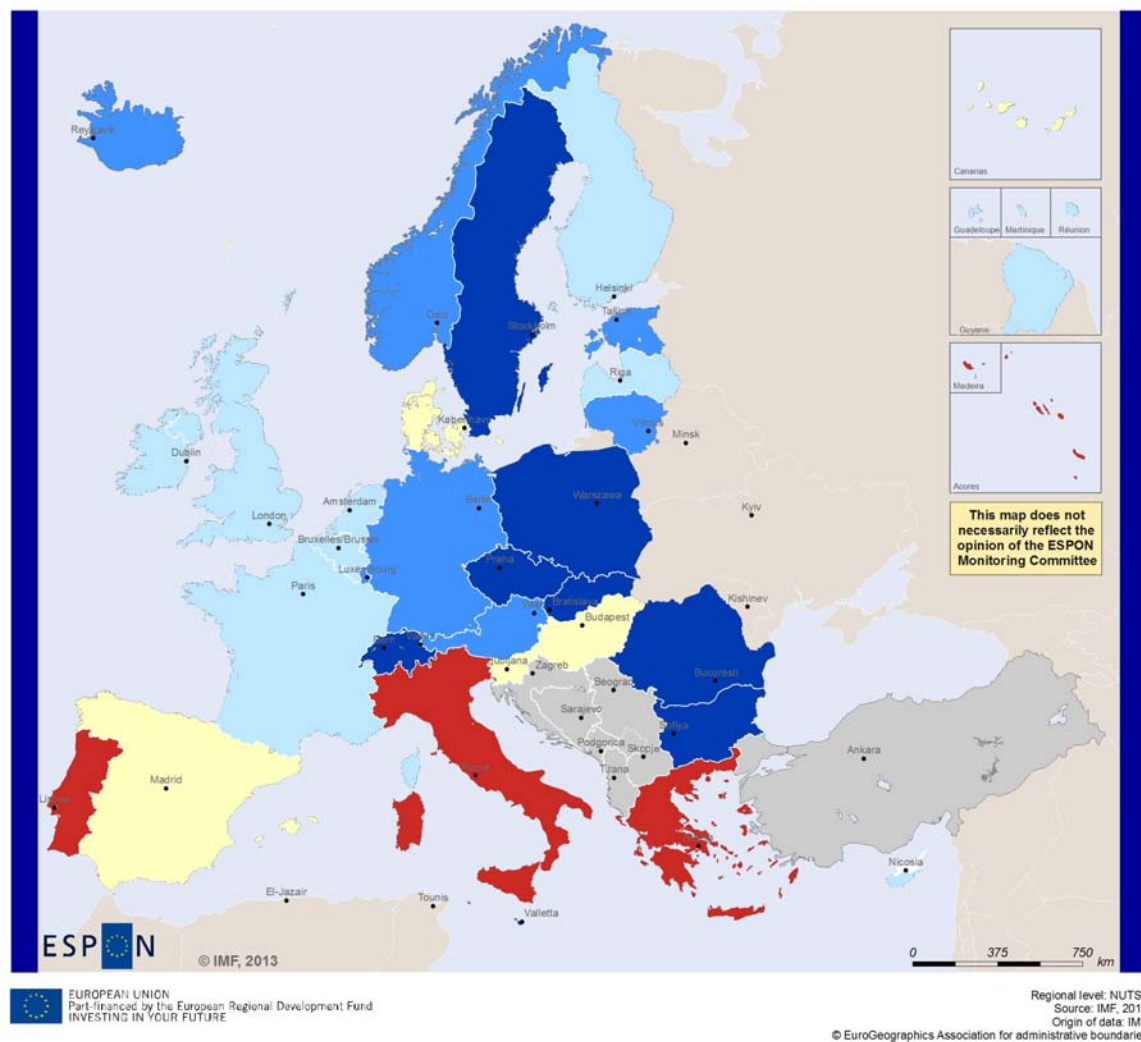 Reykjavik
Canarias
Guadeloupe
Martinique
Réunion
Guyane
Madeira
Acores
This map does not
necessarily reflect the
opinion of the ESPON
Monitoring Committee
Helsinki
Oslo
Tallinn
Stockholm
Riga
København
Vilnius
Minsk
Dublin
Amsterdam
Berlin
Warszawa
Kyiv
London
Bruxelles/Brussel
Luxembourg
Praha
Paris
Kishinev
Bratislava
Budapest
Bern
Ljubljana
Zagreb
Bucuresti
Beograd
Sarajevo
Sofiya
Podgorica
Skopje
Ankara
Tirana
Madrid
Nicosia
El-Jazair
Tounis
Valletta
ESPON
© IMF, 2013
0 375 750
km
EUROPEAN UNION
Part-financed by the European Regional Development Fund
INVESTING IN YOUR FUTURE
Regional level: NUTS
Source: IMF, 201
Origin of data: IM
© EuroGeographics Association for administrative boundarie